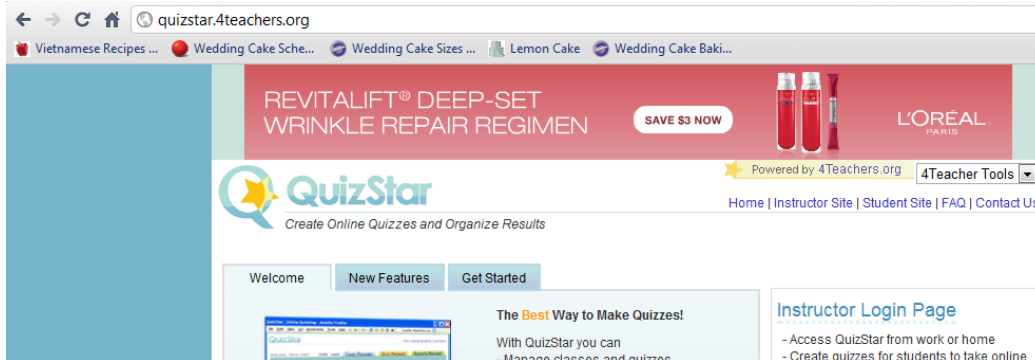 quizstar.4teachers.org
Vietnamese Recipes ... Wedding Cake Sche... Wedding Cake Sizes ... Lemon Cake Wedding Cake Baki...
REVITALIFT® DEEP-SET
WRINKLE REPAIR REGIMEN
SAVE $3 NOW
L'ORÉAL
PARIS
Powered by 4Teachers.org
4Teacher Tools
QuizStar
Home | Instructor Site | Student Site | FAQ | Contact Us
Create Online Quizzes and Organize Results
Welcome New Features Get Started
The Best Way to Make Quizzes!
With QuizStar you can
- Manage classes and quizzes
Instructor Login Page
- Access QuizStar from work or home
- Create quizzes for students to take online